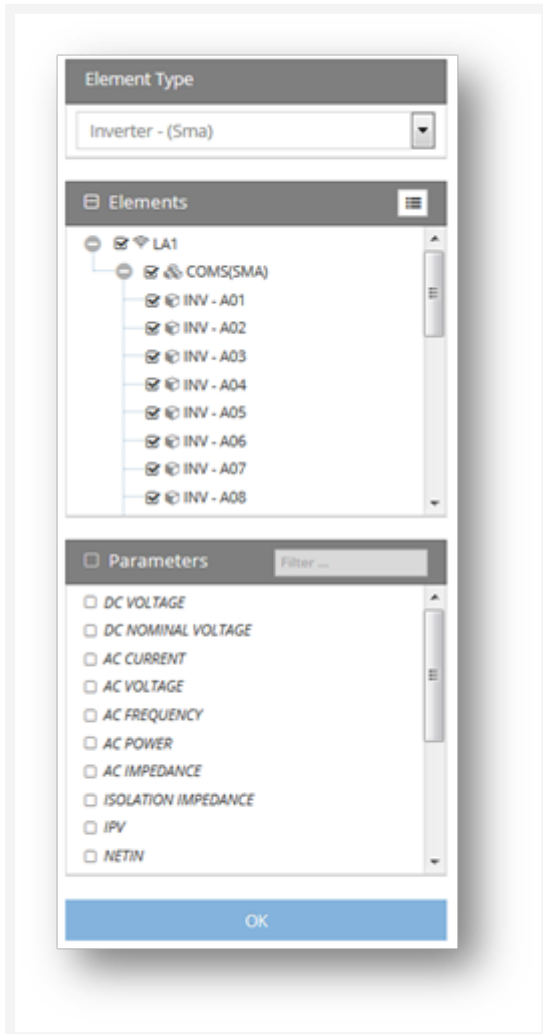 Element Type
Inverter - (Sma)
Elements
LA1
COMS(SMA)
INV - A01
INV - A02
INV - A03
INV - A04
INV - A05
INV - A06
INV - A07
INV - A08
Parameters
Filter ...
DC VOLTAGE
DC NOMINAL VOLTAGE
AC CURRENT
AC VOLTAGE
AC FREQUENCY
AC POWER
AC IMPEDANCE
ISOLATION IMPEDANCE
IPV
NETIN
OK